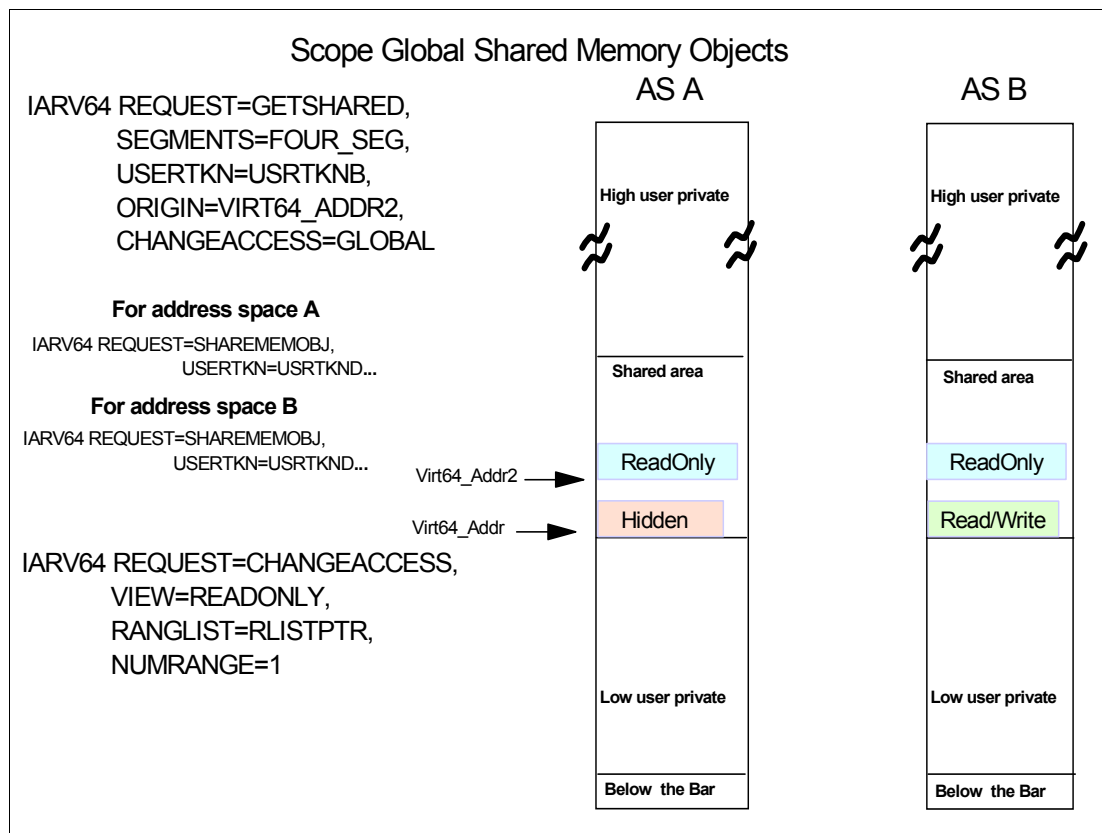 Scope Global Shared Memory Objects
IARV64 REQUEST=GETSHARED,
SEGMENTS=FOUR_SEG,
USERTKN=USRTKNB,
ORIGIN=VIRT64_ADDR2,
CHANGEACCESS=GLOBAL
For address space A
IARV64 REQUEST=SHAREMEMOBJ,
USERTKN=USRTKND...
For address space B
IARV64 REQUEST=SHAREMEMOBJ,
USERTKN=USRTKND...
IARV64 REQUEST=CHANGEACCESS,
VIEW=READONLY,
RANGLIST=RLISTPTR,
NUMRANGE=1
Virt64_Addr2
Virt64_Addr
AS A
High user private
Shared area
ReadOnly
Hidden
Low user private
Below the Bar
AS B
High user private
Shared area
ReadOnly
Read/Write
Low user private
Below the Bar